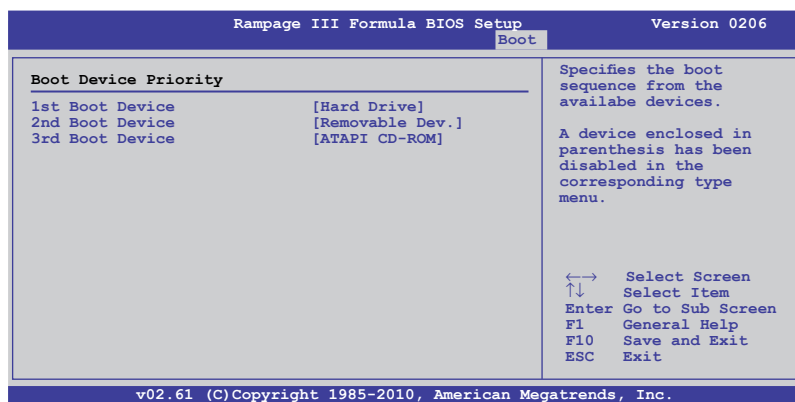 Rampage III Formula BIOS Setup Version 0206
Boot
Boot Device Priority
1st Boot Device [Hard Drive]
2nd Boot Device [Removable Dev.]
3rd Boot Device [ATAPI CD-ROM]
Specifies the boot
sequence from the
availabe devices.
A device enclosed in
parenthesis has been
disabled in the
corresponding type
menu.
←→ Select Screen
↑↓ Select Item
Enter Go to Sub Screen
F1 General Help
F10 Save and Exit
ESC Exit
v02.61 (C)Copyright 1985-2010, American Megatrends, Inc.